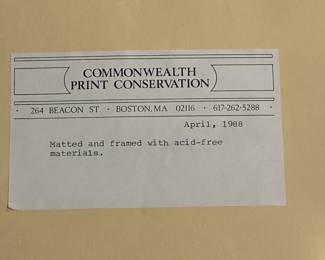 COMMONWEALTH
PRINT CONSERVATION
· 264 BEACON ST. · BOSTON, MA 02116 · 617-262-5288 ·
April, 1988
Matted and framed with acid-free
materials.